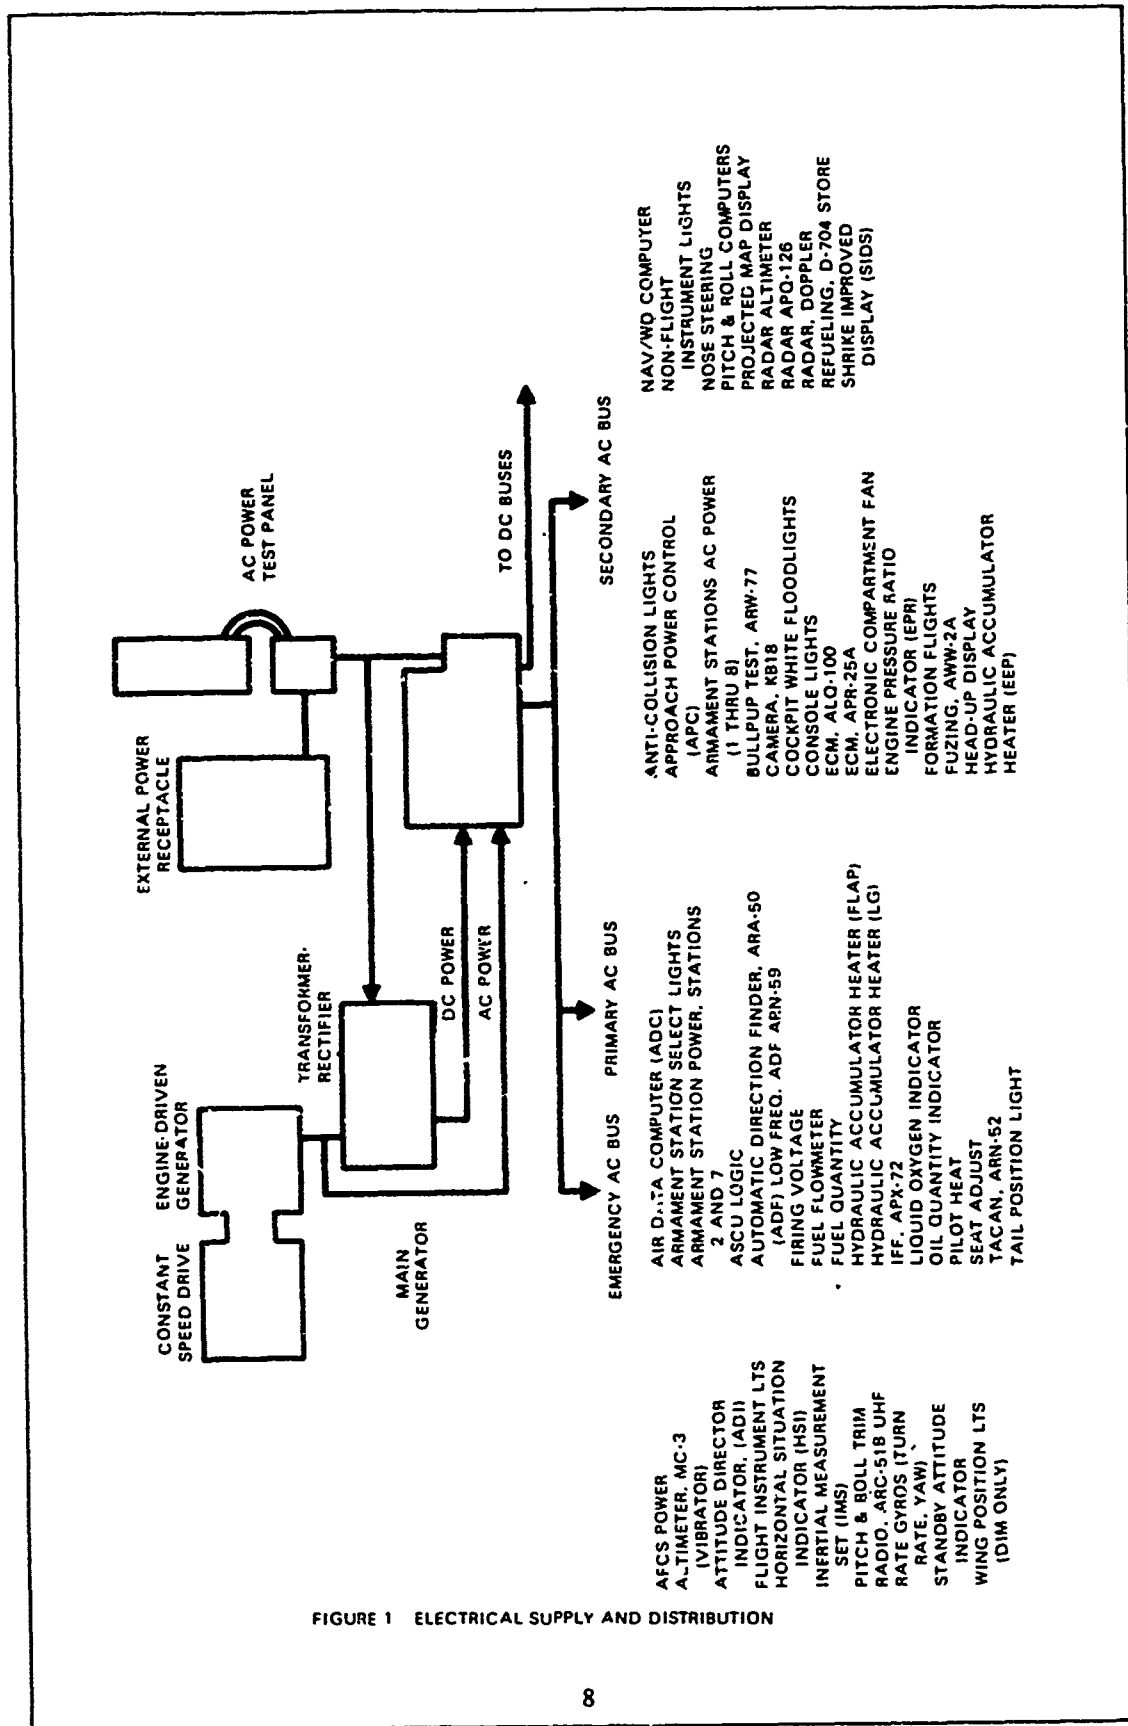 CONSTANT
SPEED DRIVE
ENGINE-DRIVEN
GENERATOR
TRANSFORMER-
RECTIFIER
EXTERNAL POWER
RECEPTACLE
AC POWER
TEST PANEL
MAIN
GENERATOR
DC POWER
AC POWER
TO DC BUSES
EMERGENCY AC BUS
PRIMARY AC BUS
SECONDARY AC BUS
AFCS POWER
ALTIMETER, MC-3
(VIBRATOR)
ATTITUDE DIRECTOR
INDICATOR, (ADI)
FLIGHT INSTRUMENT LTS
HORIZONTAL SITUATION
INDICATOR (HSI)
INERTIAL MEASUREMENT
SET (IMS)
PITCH & BOLL TRIM
RADIO, ARC-51B UHF
RATE GYROS (TURN
RATE, YAW)
STANDBY ATTITUDE
INDICATOR
WING POSITION LTS
(DIM ONLY)
AIR DATA COMPUTER (ADC)
ARMAMENT STATION SELECT LIGHTS
ARMAMENT STATION POWER, STATIONS
2 AND 7
ASCU LOGIC
AUTOMATIC DIRECTION FINDER, ARA-50
(ADF) LOW FREQ. ADF ARN-59
FIRING VOLTAGE
FUEL FLOWMETER
FUEL QUANTITY
HYDRAULIC ACCUMULATOR HEATER (FLAP)
HYDRAULIC ACCUMULATOR HEATER (LG)
IFF, APX-72
LIQUID OXYGEN INDICATOR
OIL QUANTITY INDICATOR
PILOT HEAT
SEAT ADJUST
TACAN, ARN-52
TAIL POSITION LIGHT
ANTI-COLLISION LIGHTS
APPROACH POWER CONTROL
(APC)
ARMAMENT STATIONS AC POWER
(1 THRU 8)
BULLPUP TEST, ARW-77
CAMERA, KB18
COCKPIT WHITE FLOODLIGHTS
CONSOLE LIGHTS
ECM, ALQ-100
ECM, APR-25A
ELECTRONIC COMPARTMENT FAN
ENGINE PRESSURE RATIO
INDICATOR (EPR)
FORMATION FLIGHTS
FUZING, AWW-2A
HEAD-UP DISPLAY
HYDRAULIC ACCUMULATOR
HEATER (EEP)
NAV/WD COMPUTER
NON-FLIGHT
INSTRUMENT LIGHTS
NOSE STEERING
PITCH & ROLL COMPUTERS
PROJECTED MAP DISPLAY
RADAR ALTIMETER
RADAR APQ-126
RADAR, DOPPLER
REFUELING, D-704 STORE
SHRIKE IMPROVED
DISPLAY (SIDS)
FIGURE 1 ELECTRICAL SUPPLY AND DISTRIBUTION
8